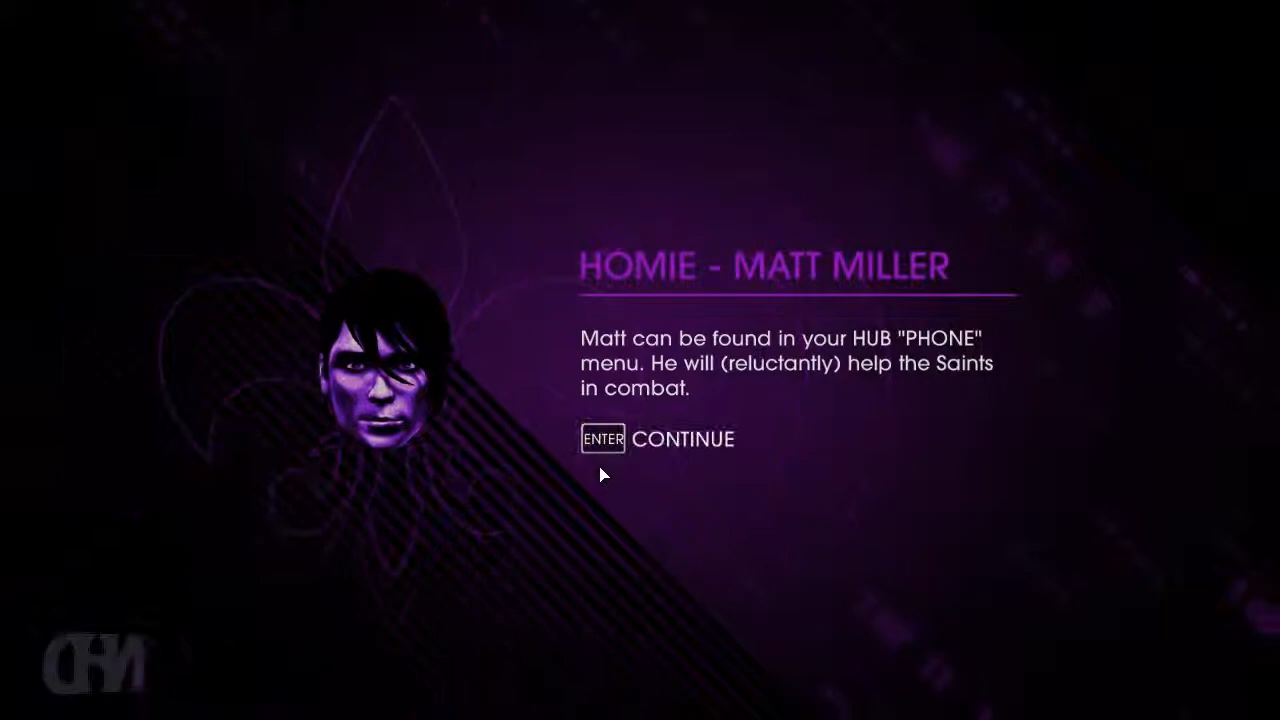 HOMIE - MATT MILLER
Matt can be found in your HUB "PHONE"
menu. He will (reluctantly) help the Saints
in combat.
ENTER CONTINUE